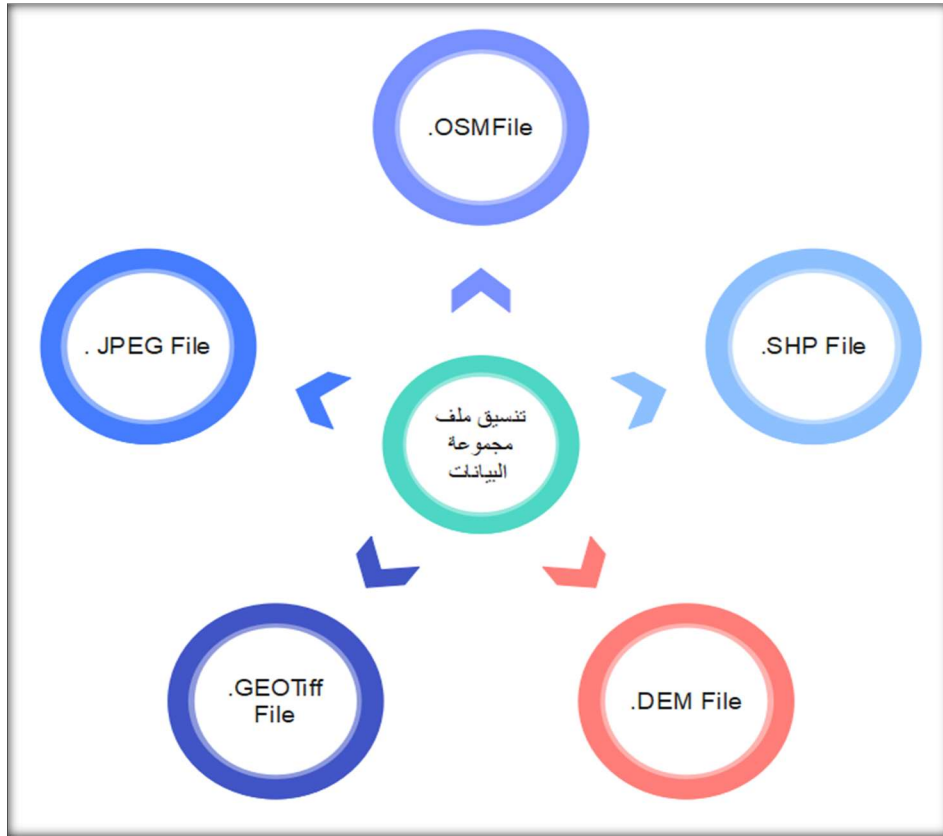 .OSMFile
. JPEG File
.SHP File
تنسيق ملف
مجموعة
البيانات
.GEOTiff
File
.DEM File